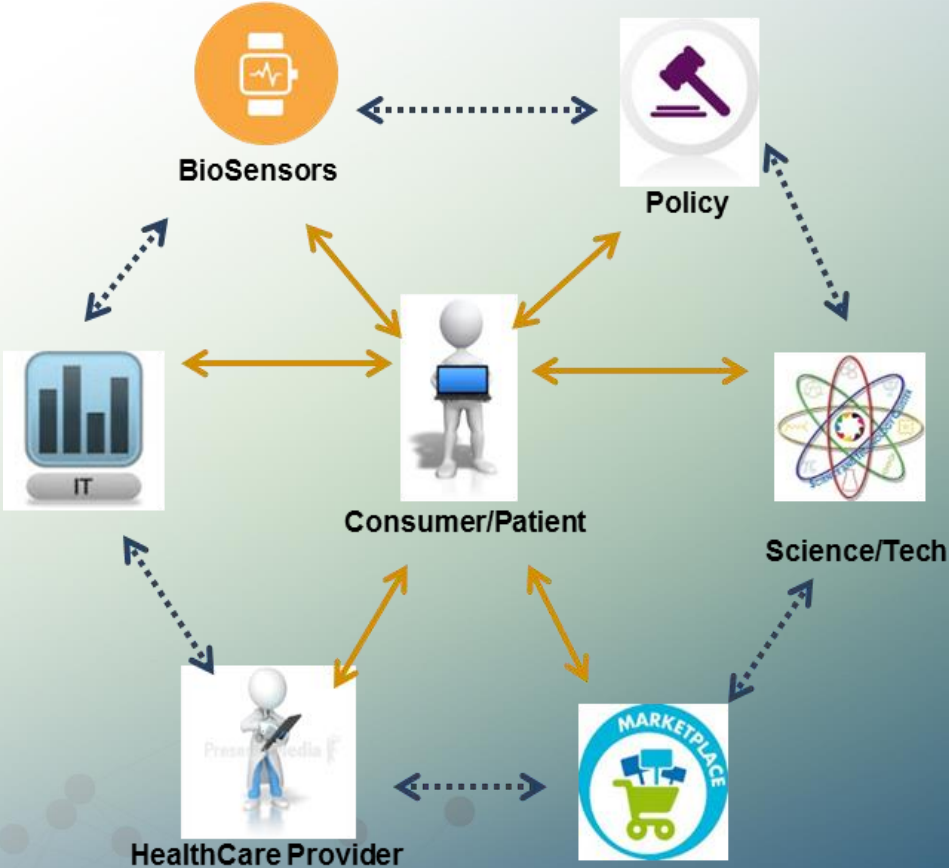 BioSensors
Policy
IT
Consumer/Patient
Science/Tech
MARKETPLACE
HealthCare Provider